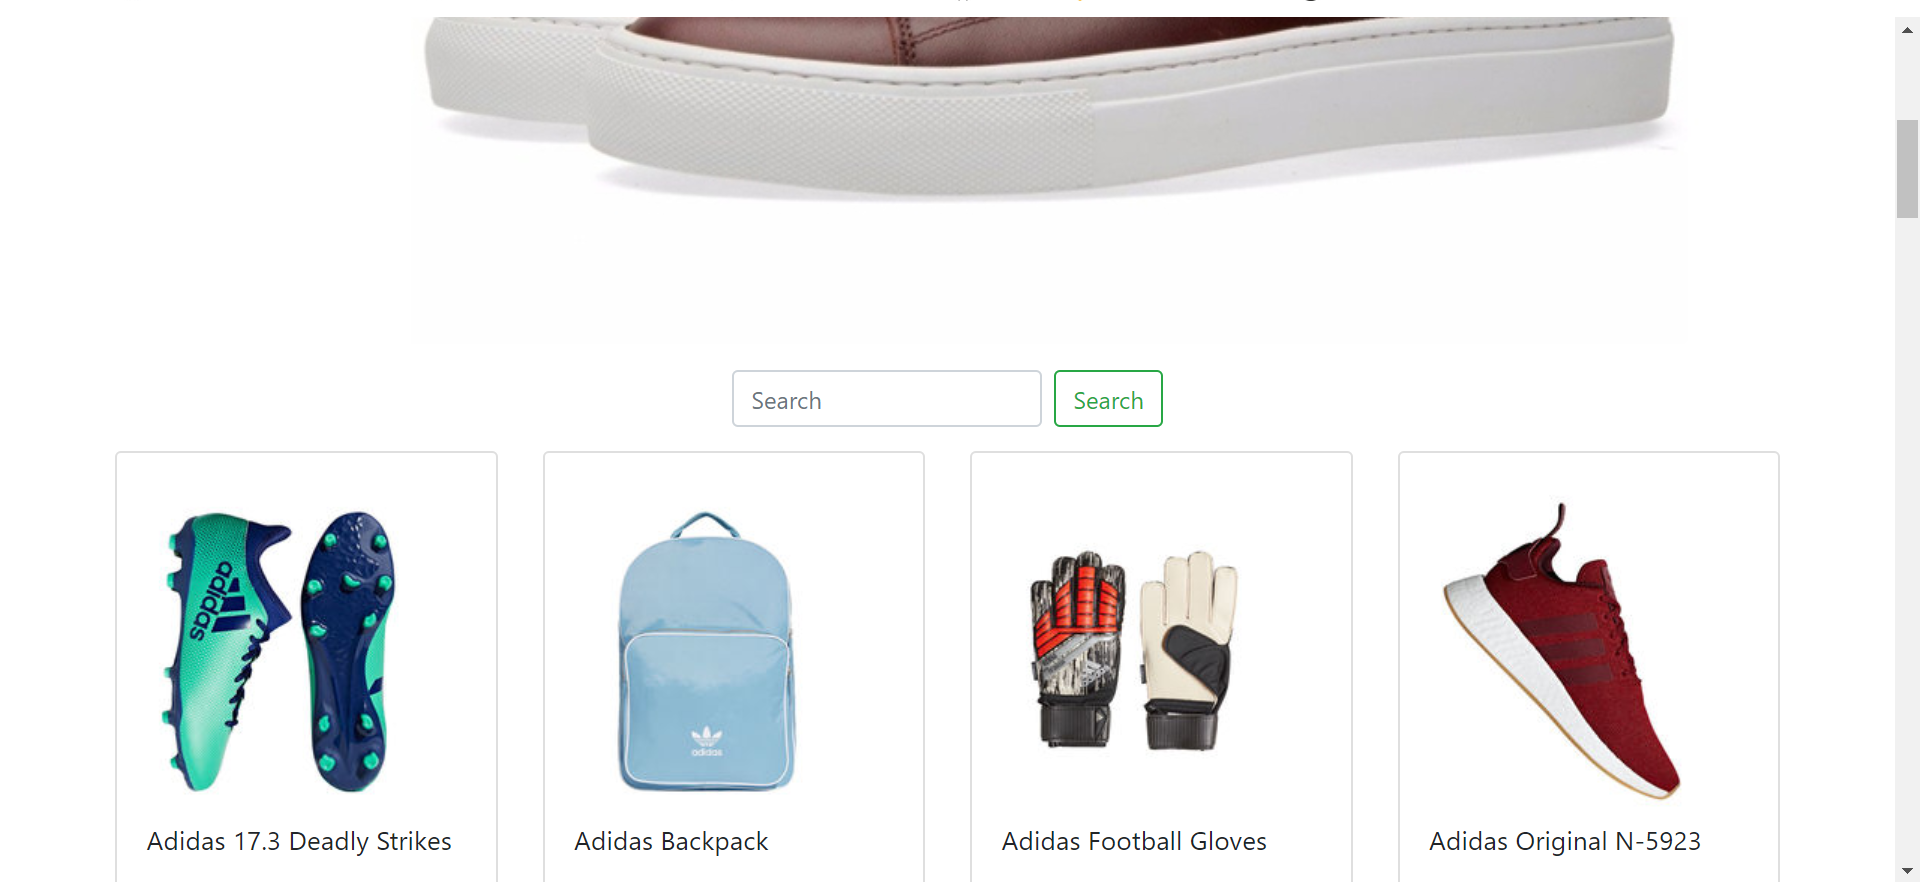 Search Search
adidas
adidas
Adidas 17.3 Deadly Strikes Adidas Backpack Adidas Football Gloves Adidas Original N-5923